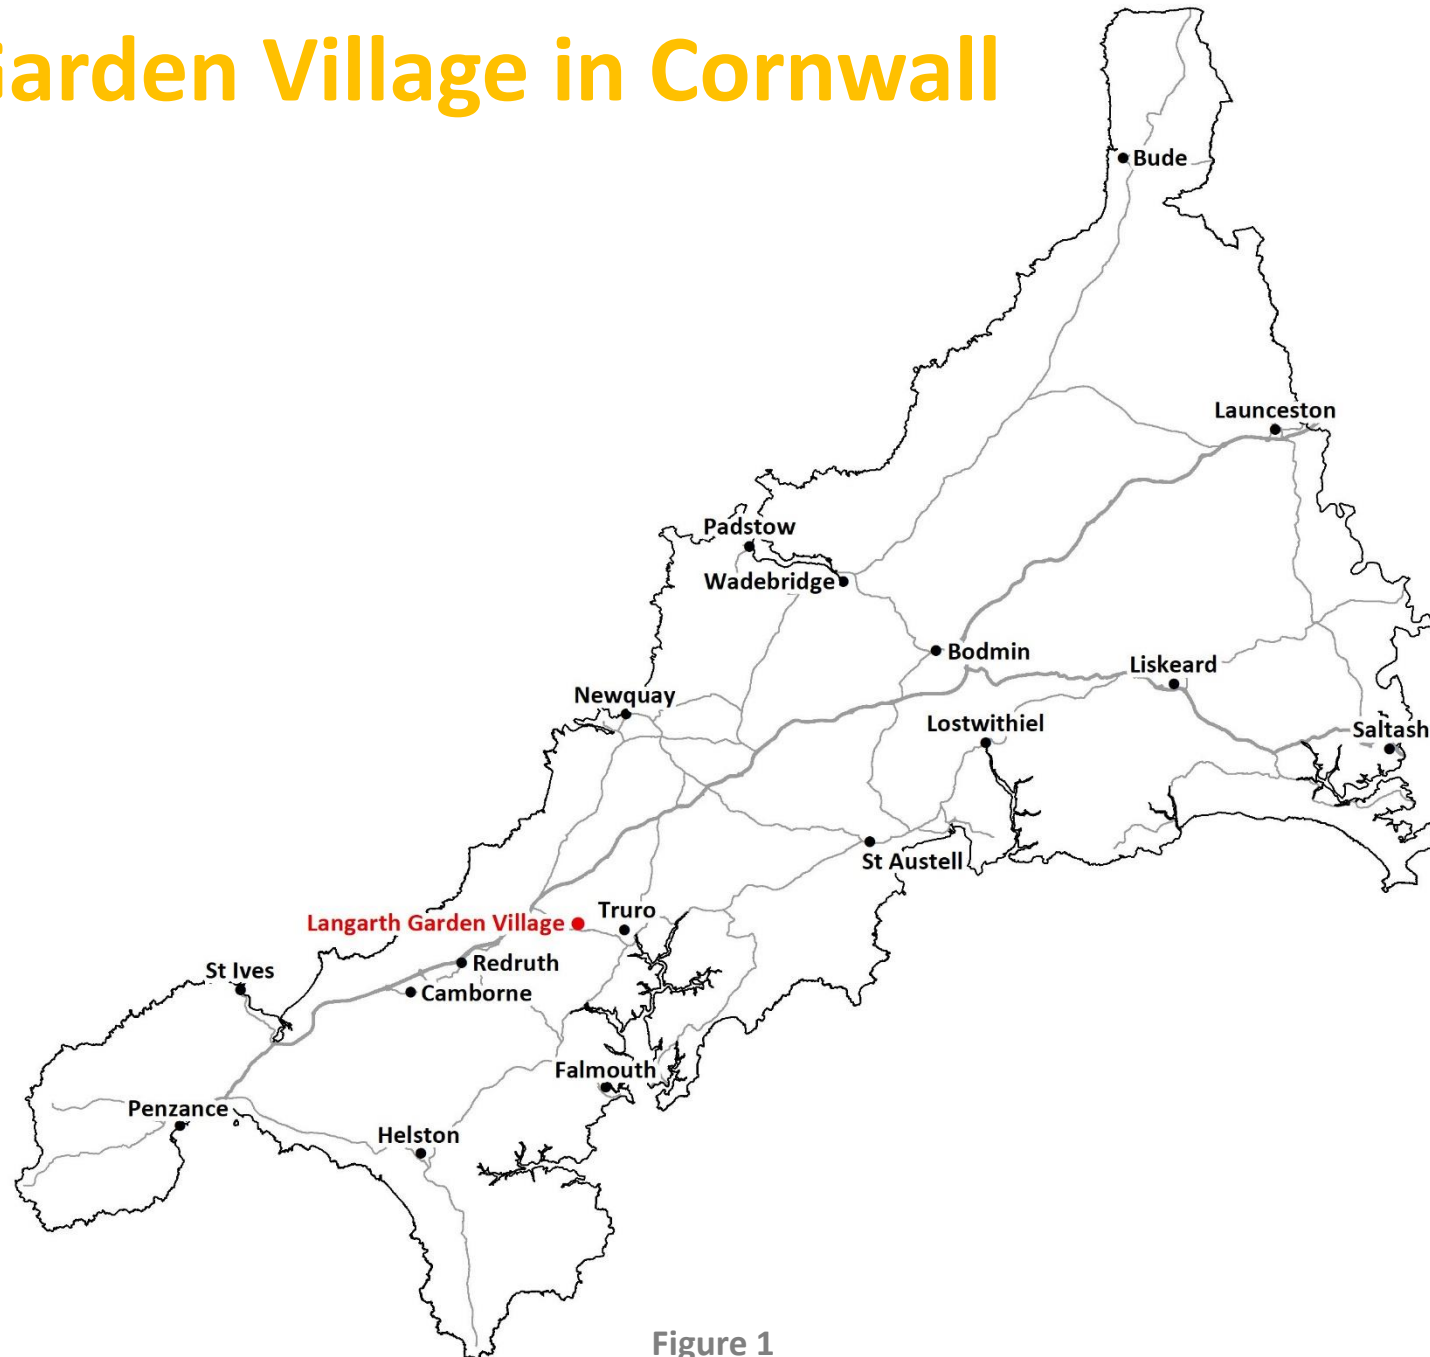 arden Village in Cornwall
Bude
Launceston
Padstow
Wadebridge
Bodmin
Liskeard
Newquay
Lostwithiel
Saltash
St Austell
Langarth Garden Village
Truro
Redruth
St Ives
Camborne
Falmouth
Penzance
Helston
Figure 1